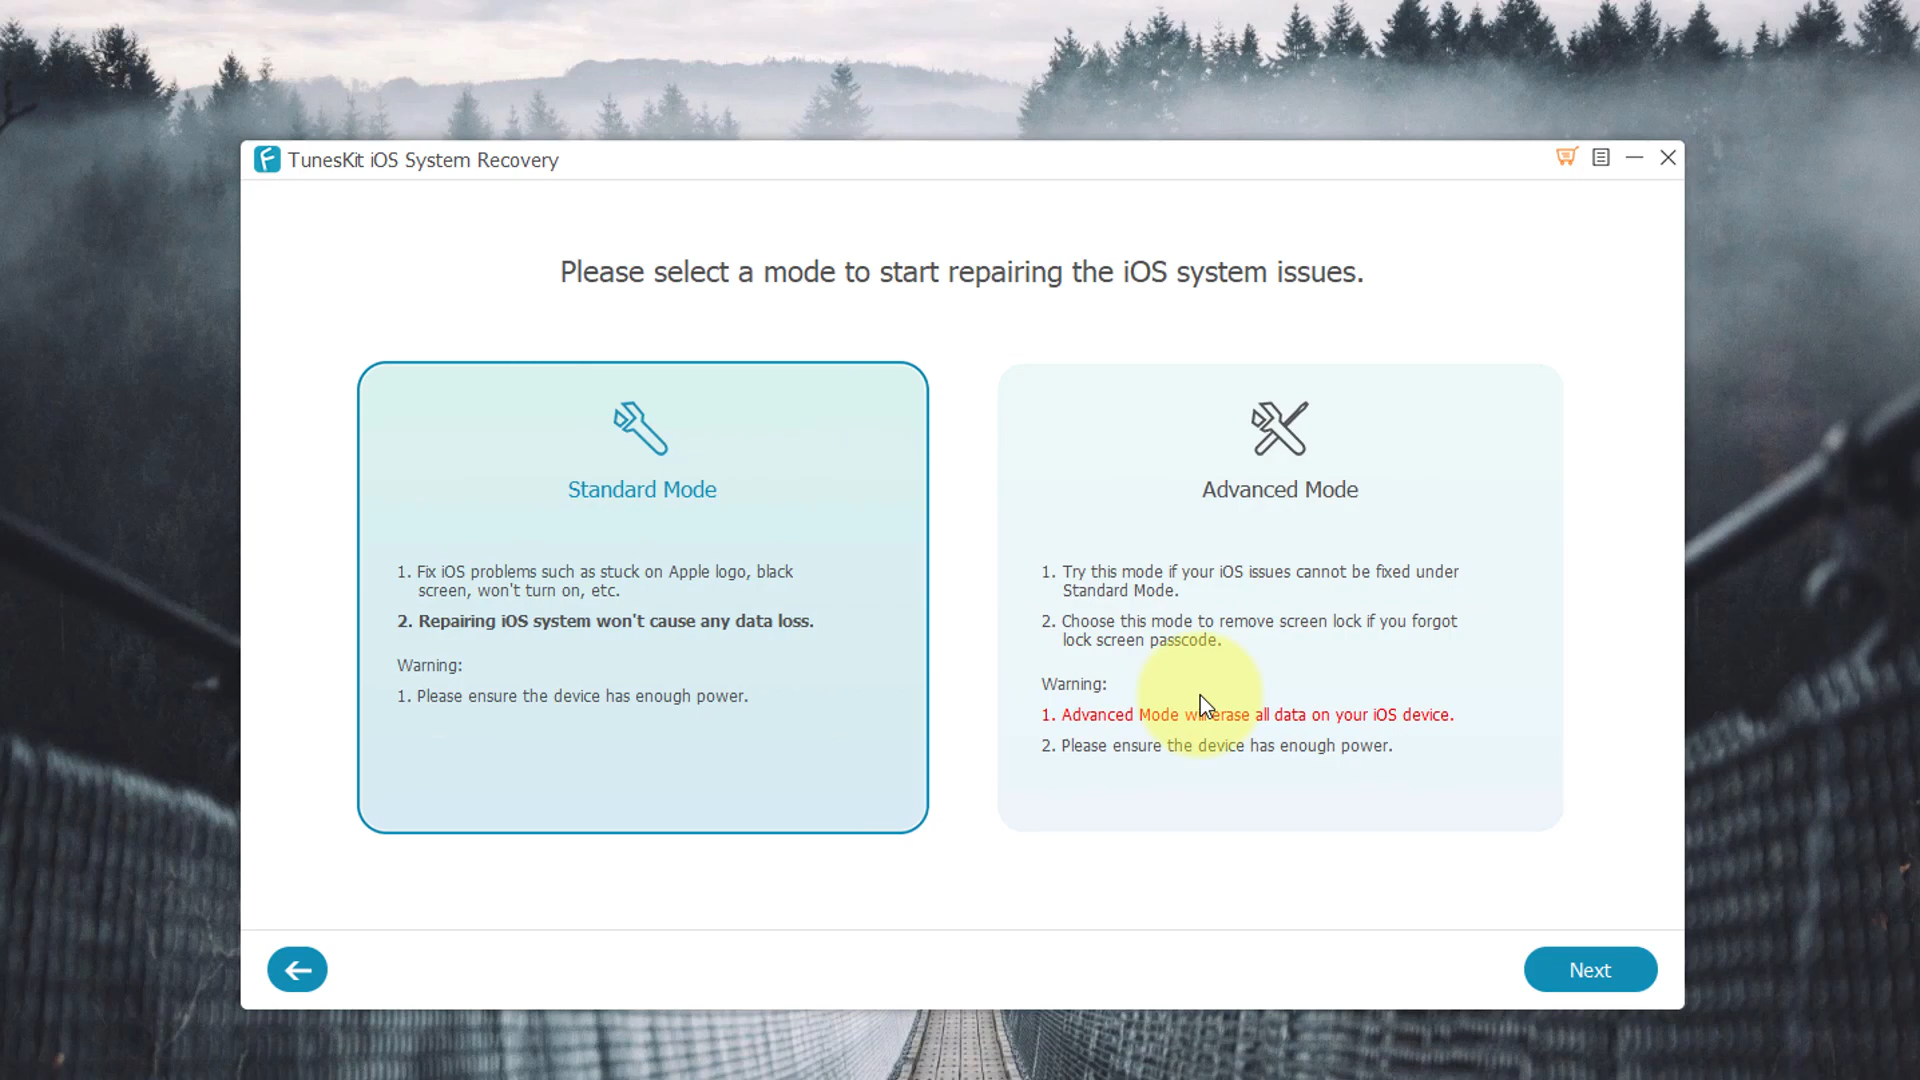 TunesKit iOS System Recovery
Please select a mode to start repairing the iOS system issues.
Standard Mode
1. Fix iOS problems such as stuck on Apple logo, black
screen, won't turn on, etc.
2. Repairing iOS system won't cause any data loss.
Warning:
1. Please ensure the device has enough power.
Advanced Mode
1. Try this mode if your iOS issues cannot be fixed under
Standard Mode.
2. Choose this mode to remove screen lock if you forgot
lock screen passcode.
Warning:
1. Advanced Mode will erase all data on your iOS device.
2. Please ensure the device has enough power.
Next